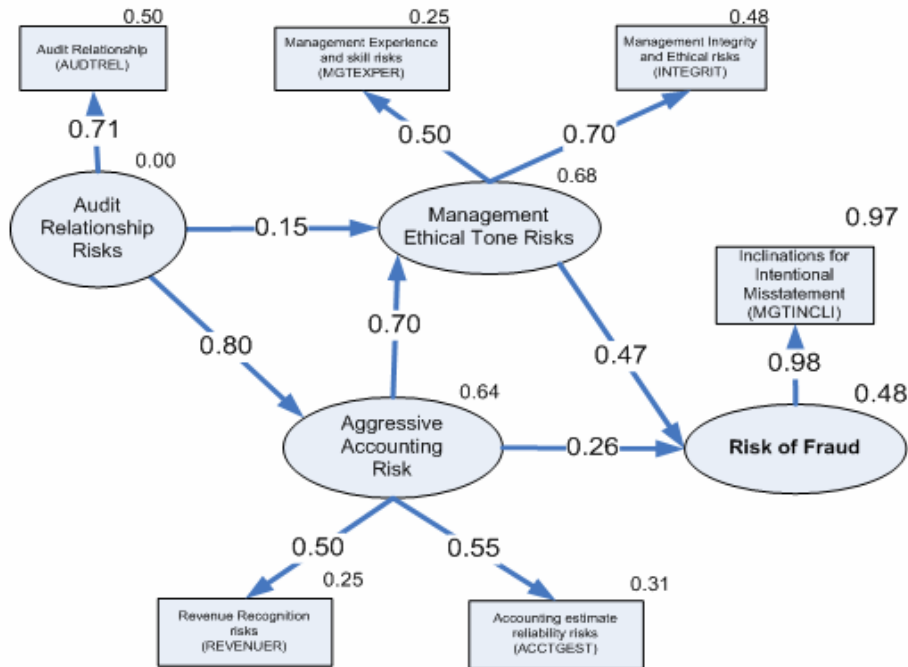 0.50
0.25
0.48
Audit Relationship
(AUDTREL)
Management Experience
and skill risks
(MGTEXPER)
Management Integrity
and Ethical risks
(INTEGRIT)
0.71
0.50
0.70
0.00
0.68
Audit
Relationship
Risks
0.15
Management
Ethical Tone Risks
0.97
Inclinations for
Intentional
Misstatement
(MGTINCLI)
0.80
0.70
0.47
0.98
0.64
0.48
Aggressive
Accounting
Risk
0.26
Risk of Fraud
0.50
0.55
0.25
0.31
Revenue Recognition
risks
(REVENUER)
Accounting estimate
reliability risks
(ACCTGEST)